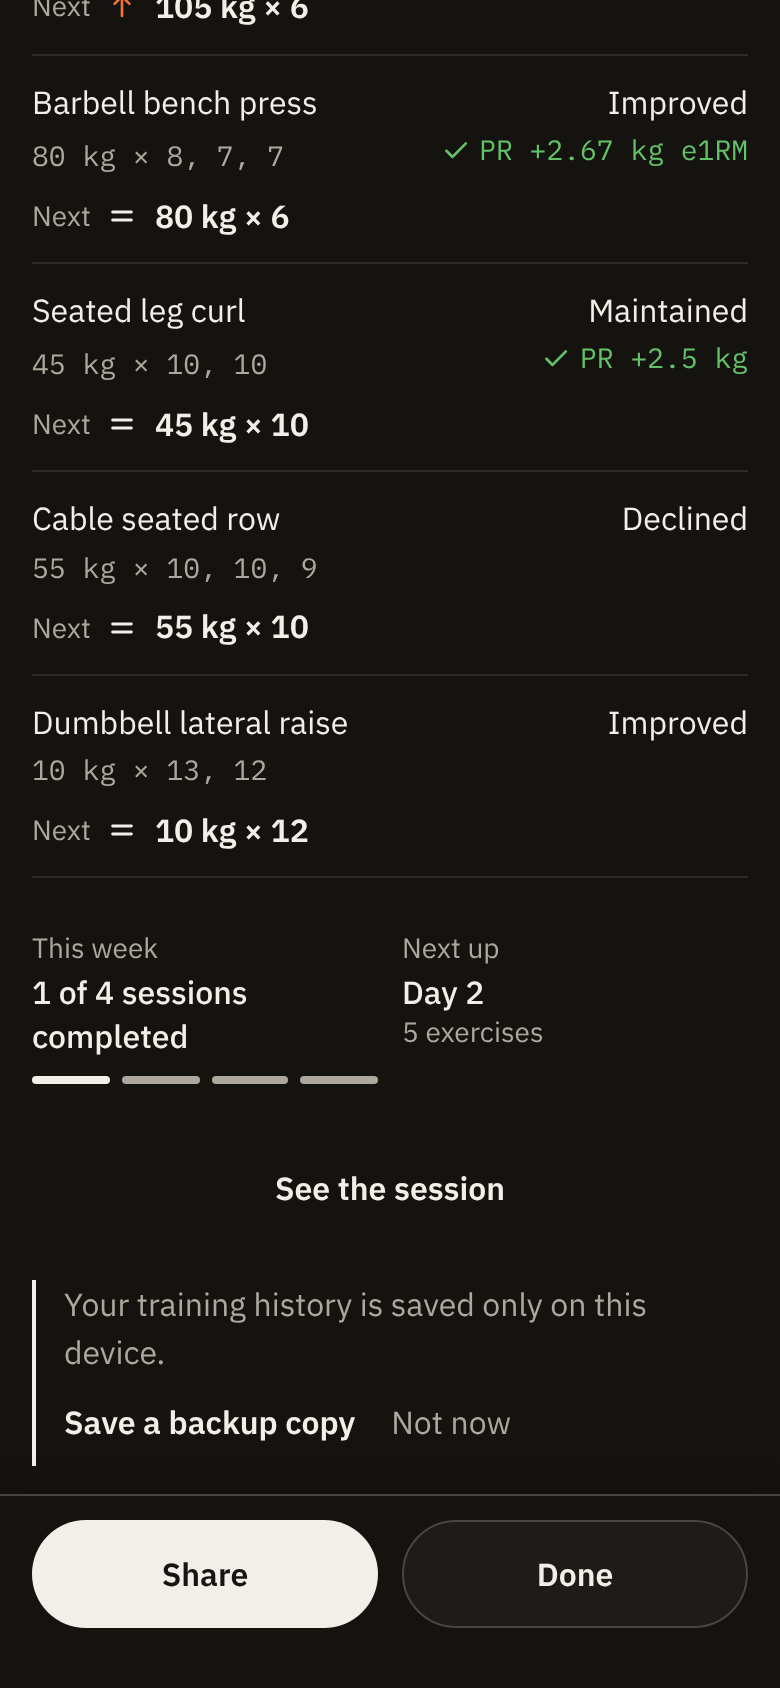 Next ↑ 105 kg × 6
Barbell bench press Improved
80 kg × 8, 7, 7 ✓ PR +2.67 kg e1RM
Next = 80 kg × 6
Seated leg curl Maintained
45 kg × 10, 10 ✓ PR +2.5 kg
Next = 45 kg × 10
Cable seated row Declined
55 kg × 10, 10, 9
Next = 55 kg × 10
Dumbbell lateral raise Improved
10 kg × 13, 12
Next = 10 kg × 12
This week
1 of 4 sessions
completed
Next up
Day 2
5 exercises
See the session
Your training history is saved only on this
device.
Save a backup copy Not now
Share Done